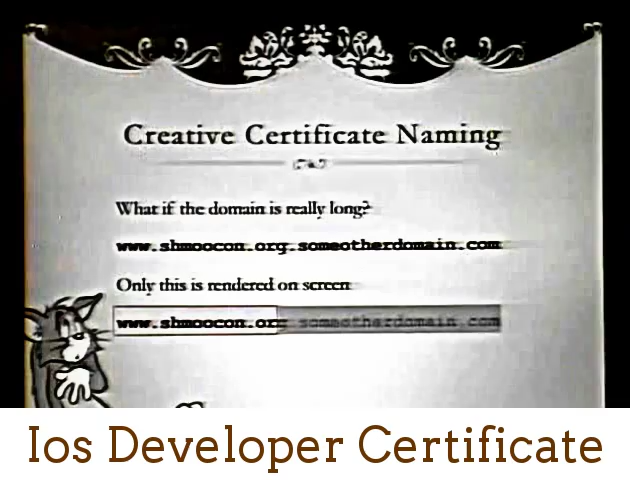 Creative Certificate Naming
What if the domain is really long?
www.shmoocon.org.someotherdomain.com
Only this is rendered on screen
www.shmoocon.org someotherdomain.com
Ios Developer Certificate